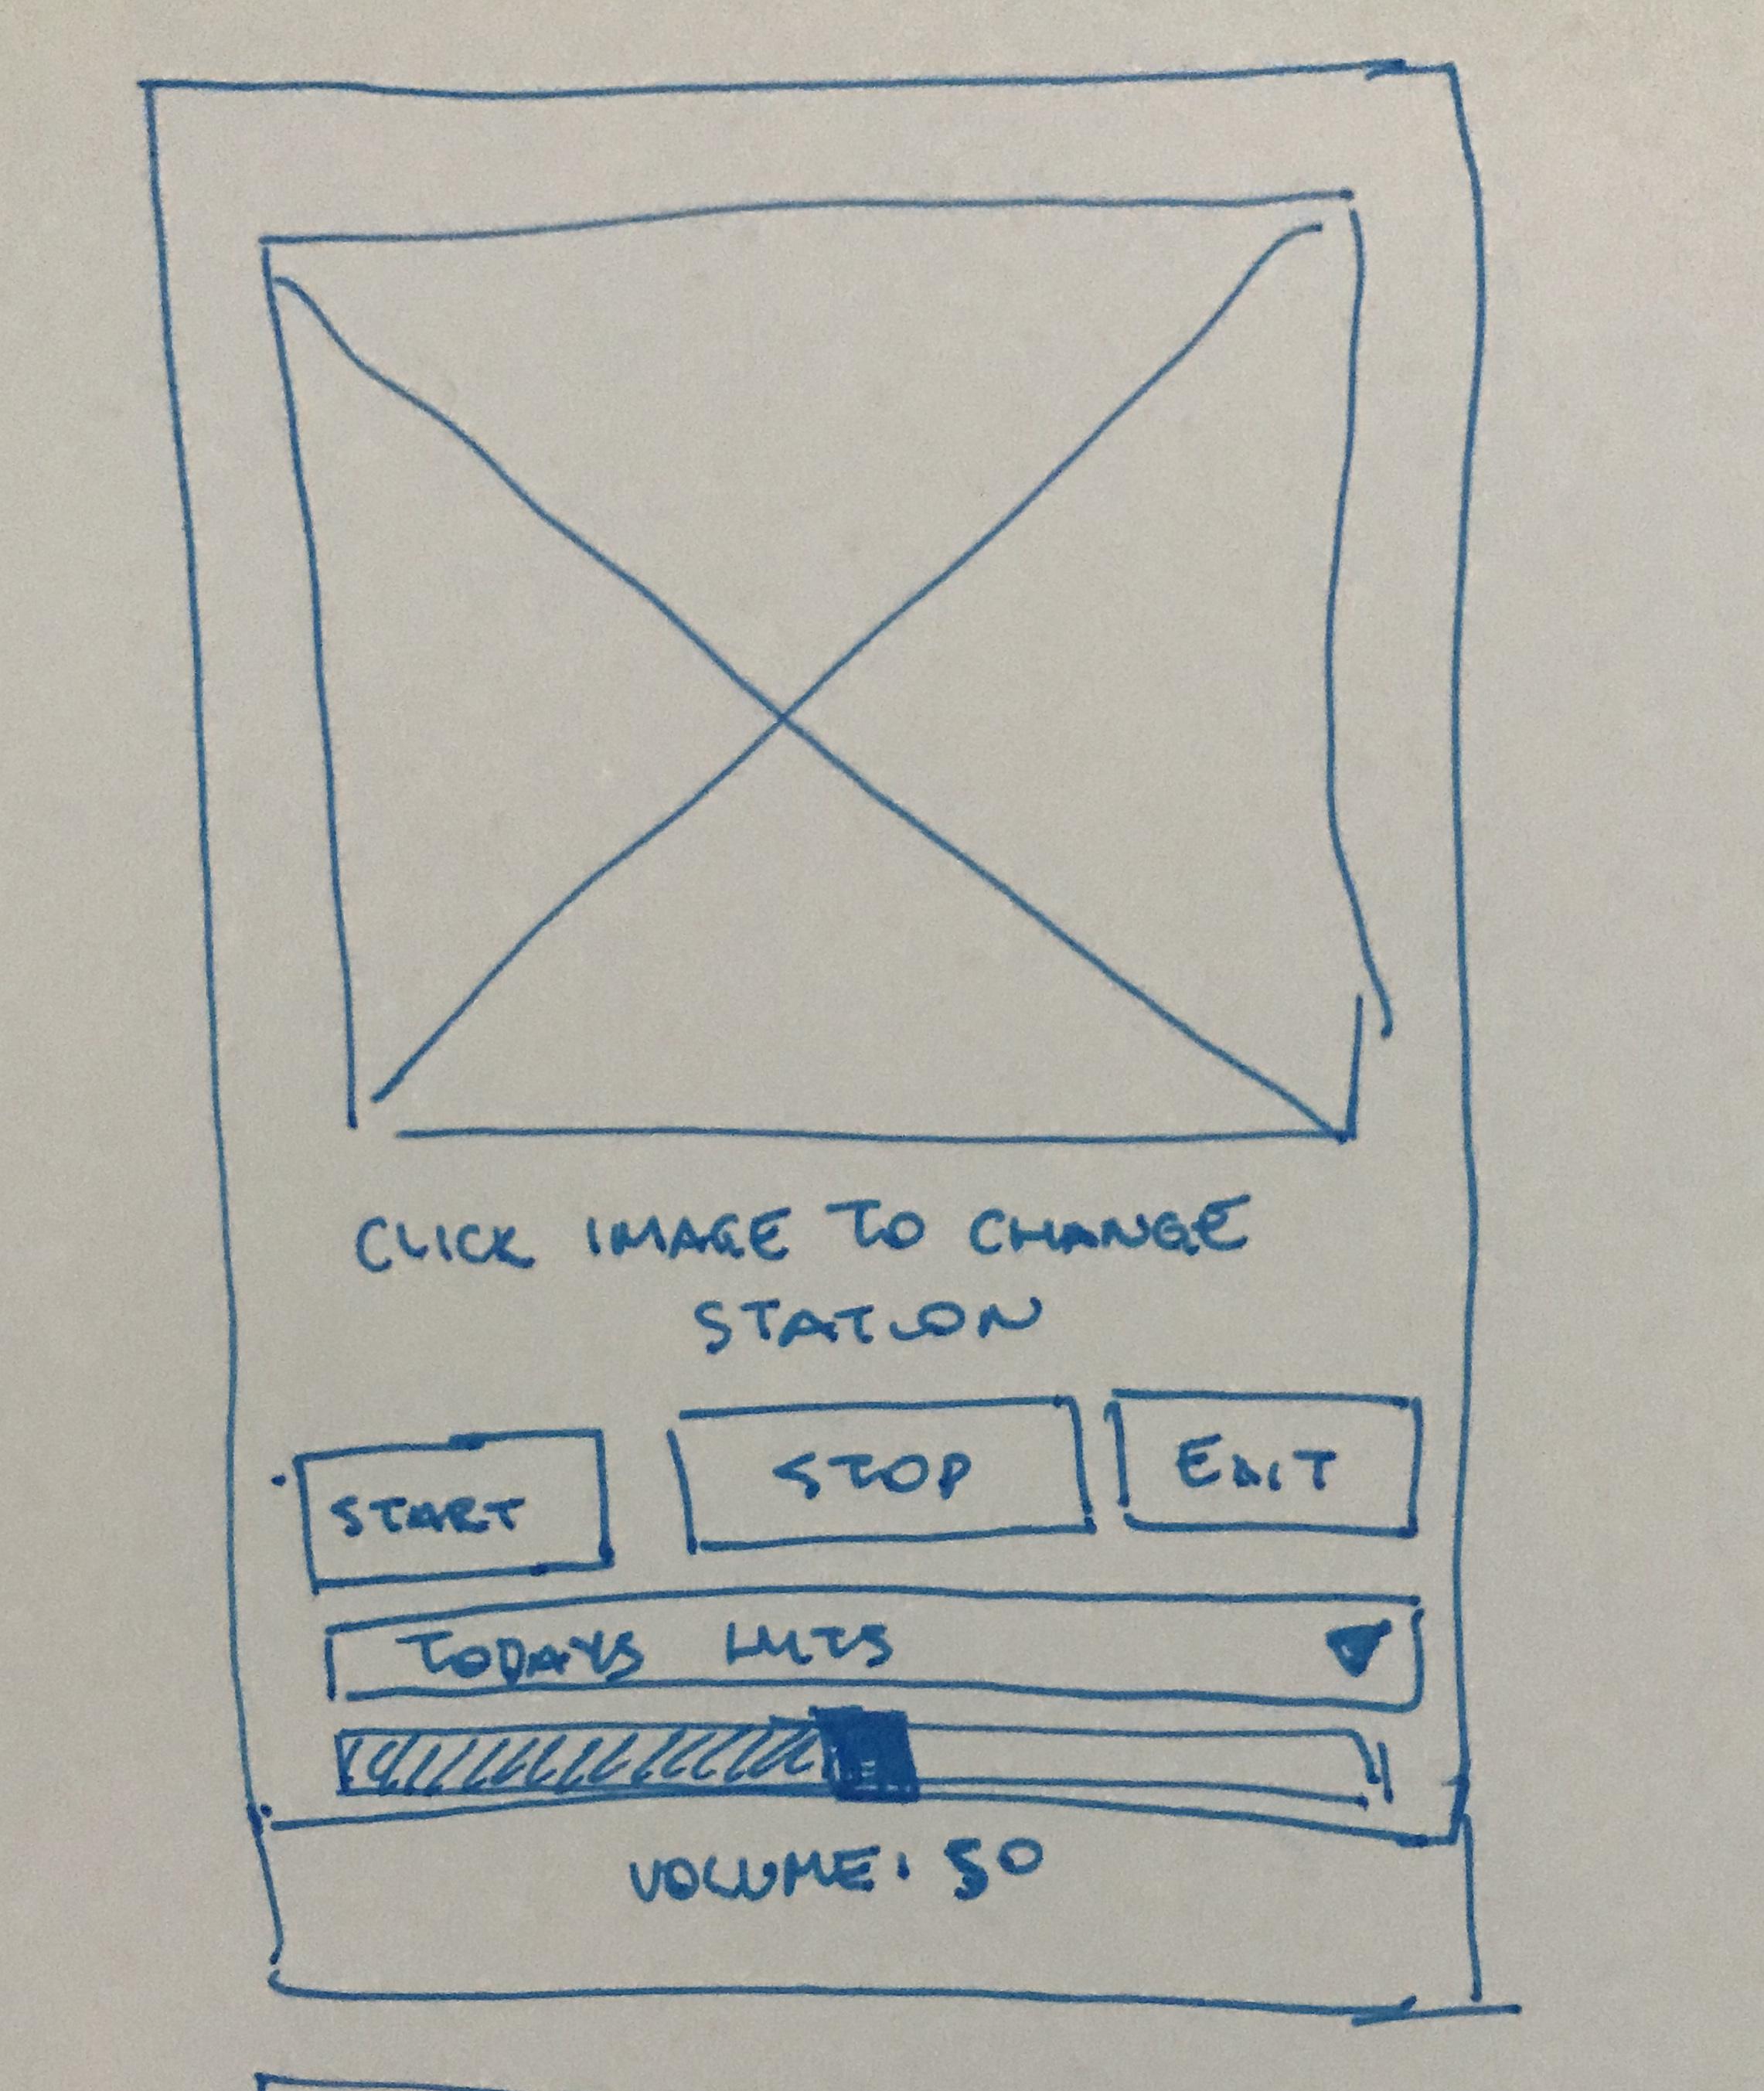 CLICK IMAGE TO CHANGE
STATION
START
STOP
EXIT
TODAYS HITS
VOLUME: 50